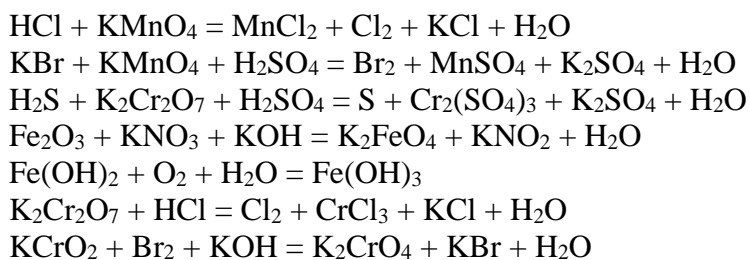 HCl + KMnO₄ = MnCl₂ + Cl₂ + KCl + H₂O
KBr + KMnO₄ + H₂SO₄ = Br₂ + MnSO₄ + K₂SO₄ + H₂O
H₂S + K₂Cr₂O₇ + H₂SO₄ = S + Cr₂(SO₄)₃ + K₂SO₄ + H₂O
Fe₂O₃ + KNO₃ + KOH = K₂FeO₄ + KNO₂ + H₂O
Fe(OH)₂ + O₂ + H₂O = Fe(OH)₃
K₂Cr₂O₇ + HCl = Cl₂ + CrCl₃ + KCl + H₂O
KCrO₂ + Br₂ + KOH = K₂CrO₄ + KBr + H₂O